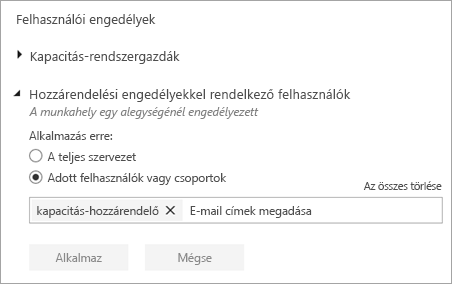 Felhasználói engedélyek
Kapacitás-rendszergazdák
Hozzárendelési engedélyekkel rendelkező felhasználók
A munkahely egy alegységénél engedélyezett
Alkalmazás erre:
A teljes szervezet
Adott felhasználók vagy csoportok
Az összes törlése
kapacitás-hozzárendelő E-mail címek megadása
Alkalmaz Mégse